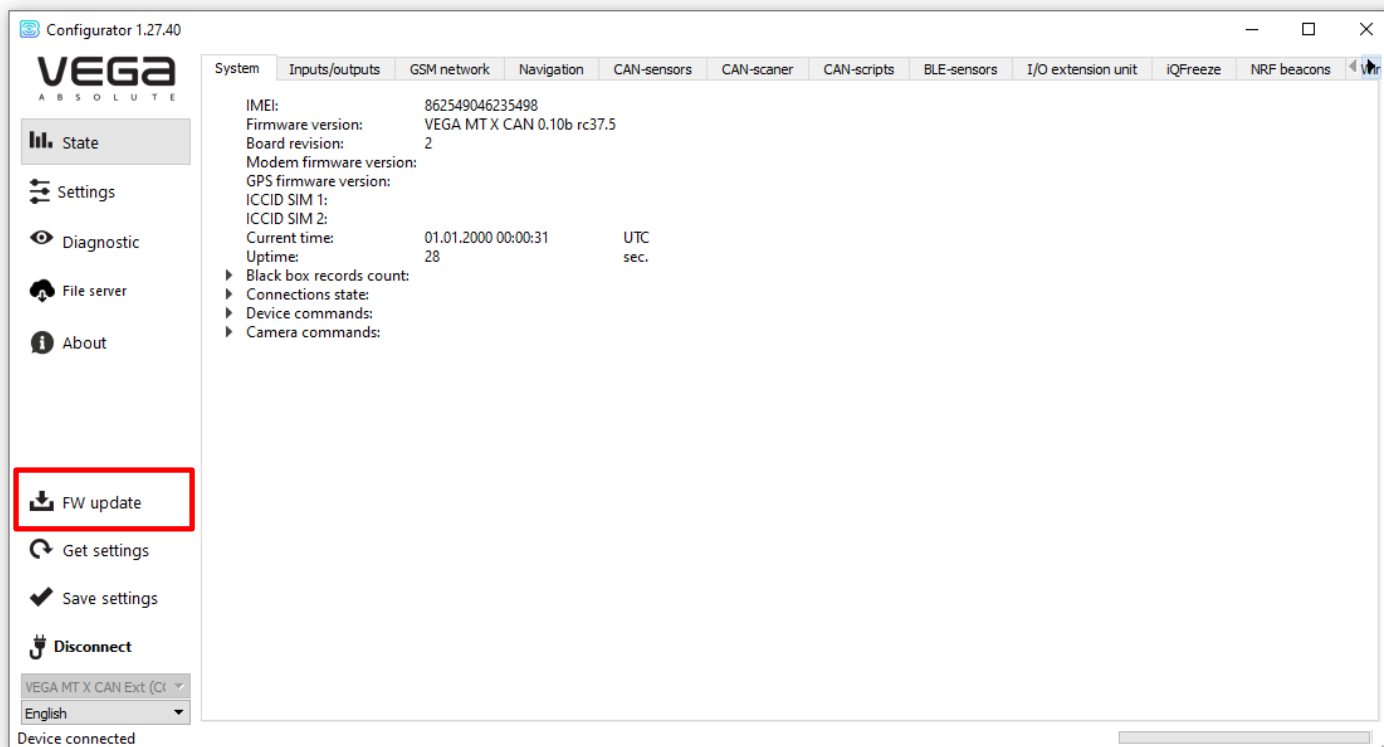 Configurator 1.27.40
VEGA
ABSOLUTE
System Inputs/outputs GSM network Navigation CAN-sensors CAN-scaner CAN-scripts BLE-sensors I/O extension unit iQFreeze NRF beacons
State
Settings
Diagnostic
File server
About
FW update
Get settings
Save settings
Disconnect
VEGA MT X CAN Ext (C
English
Device connected
IMEI: 862549046235498
Firmware version: VEGA MT X CAN 0.10b rc37.5
Board revision: 2
Modem firmware version:
GPS firmware version:
ICCID SIM 1:
ICCID SIM 2:
Current time: 01.01.2000 00:00:31 UTC
Uptime: 28 sec.
Black box records count:
Connections state:
Device commands:
Camera commands: